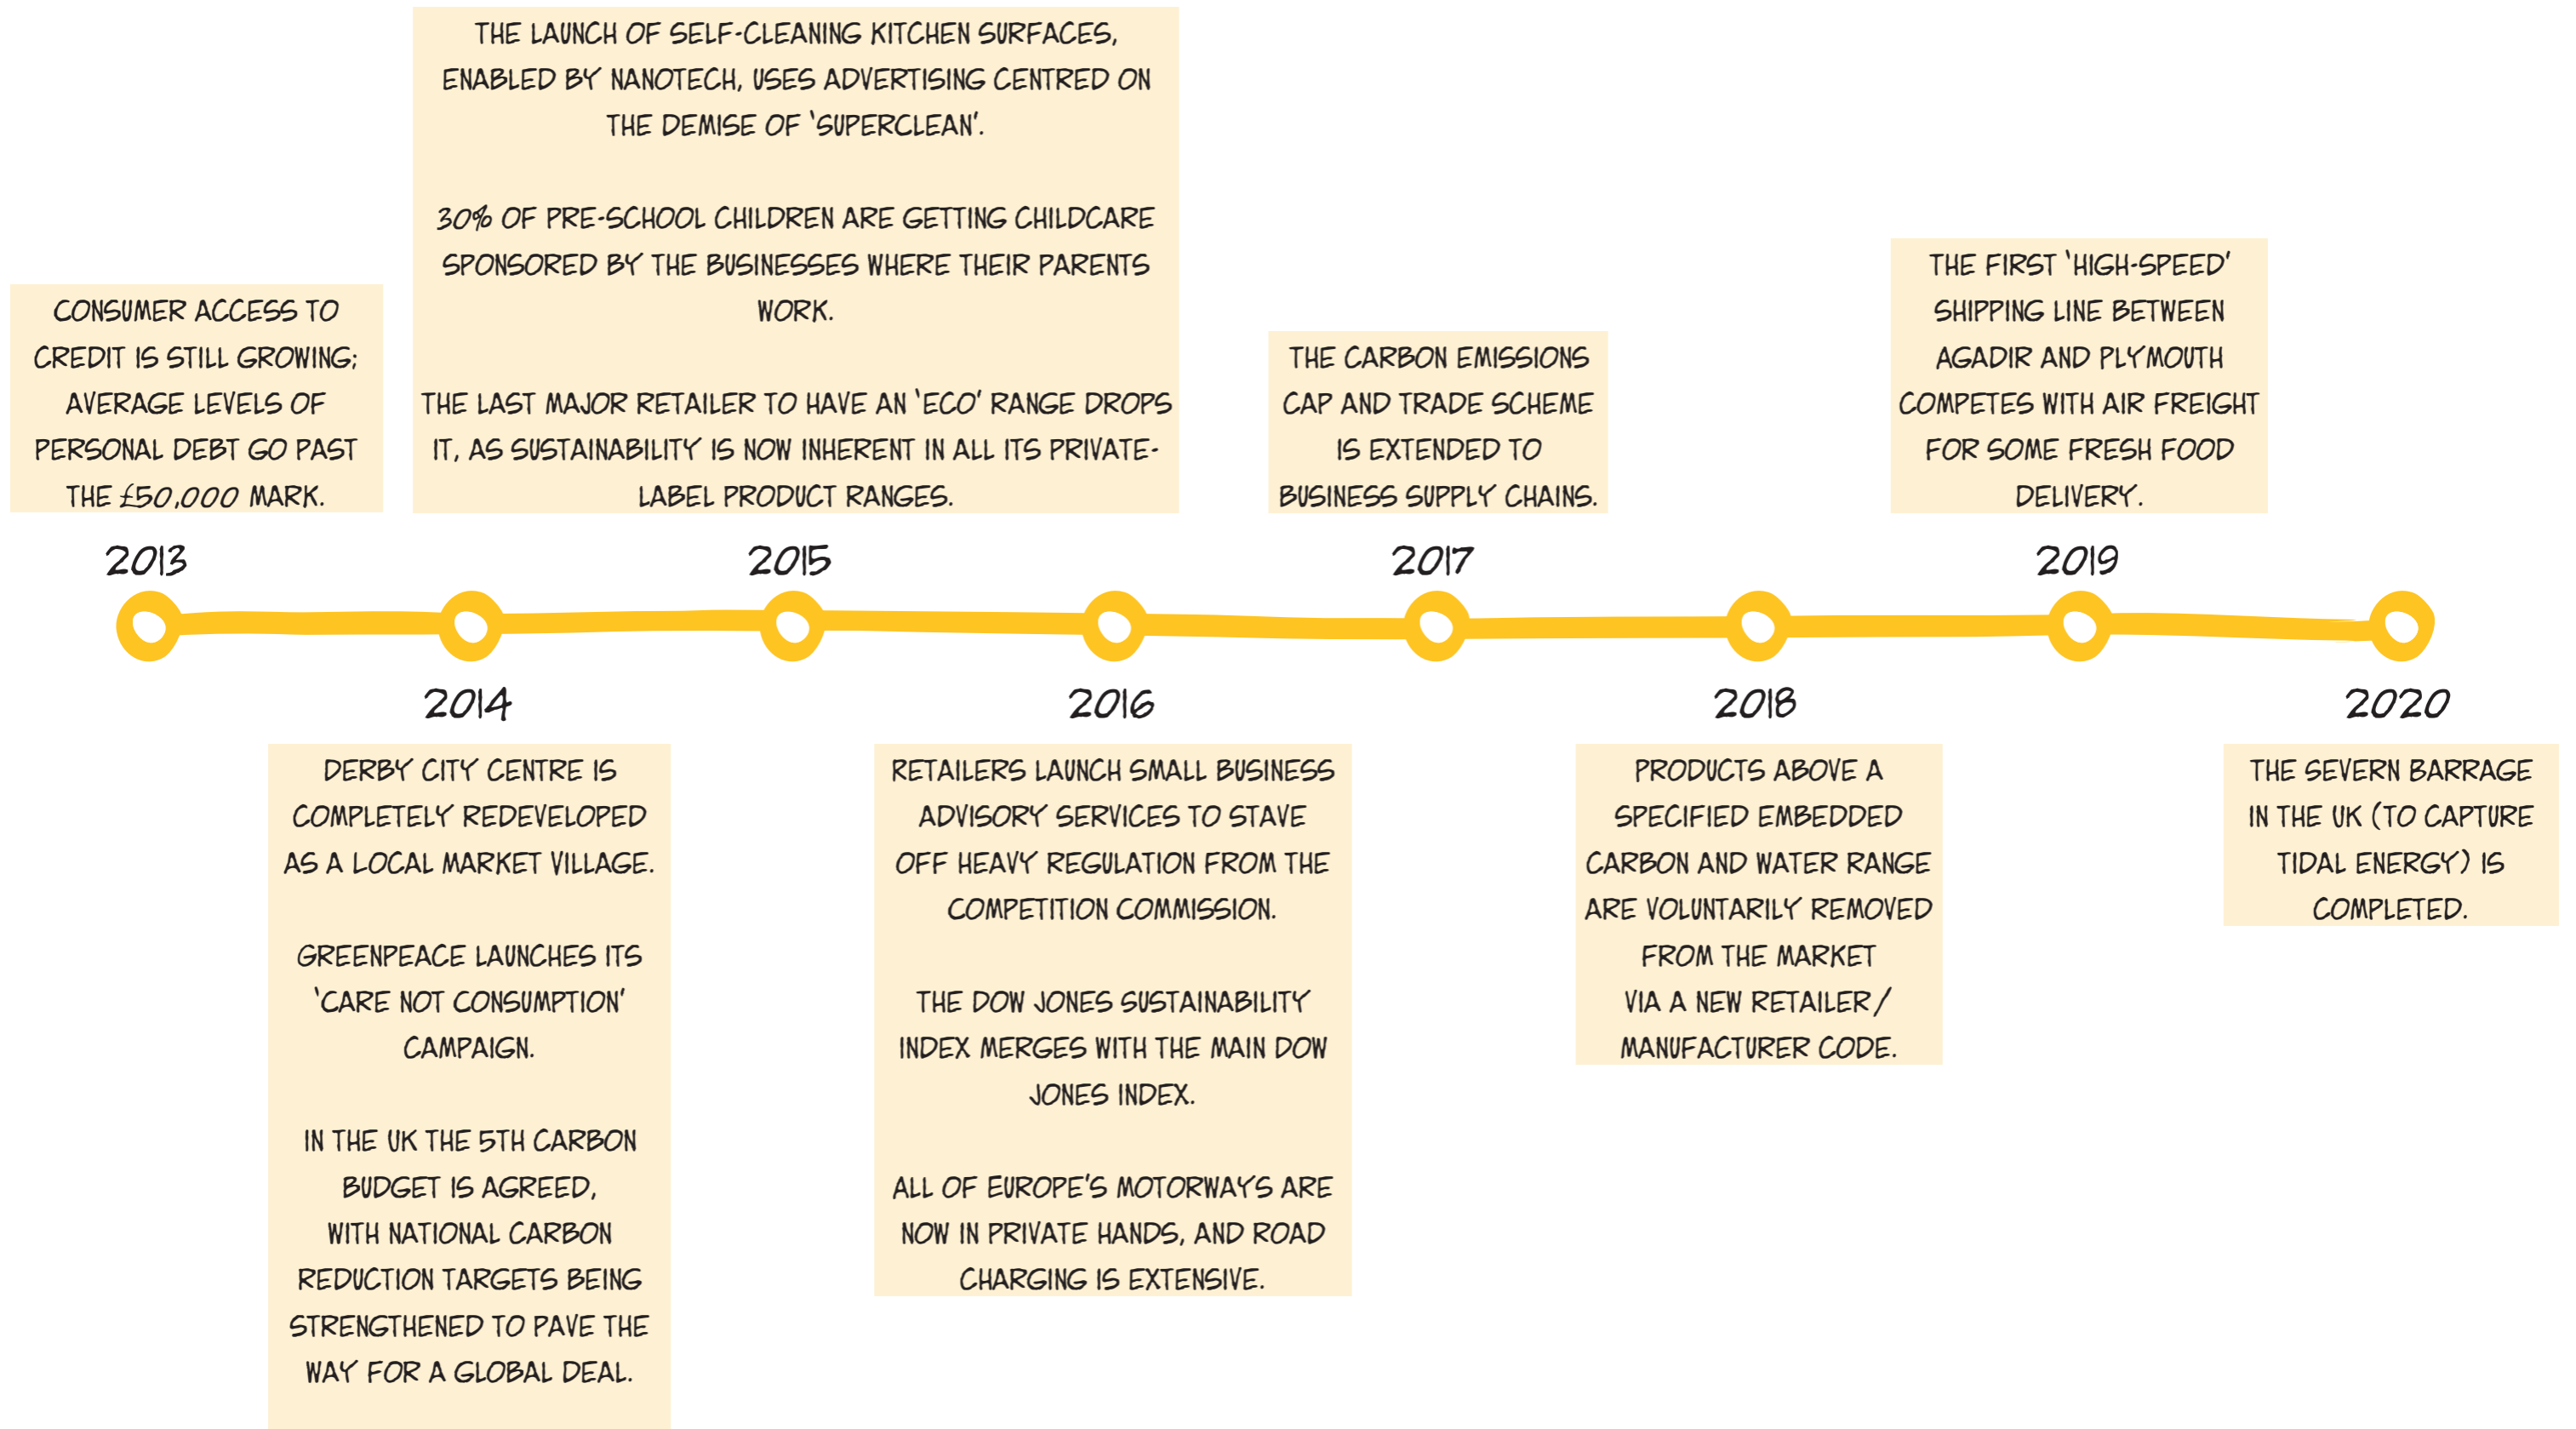 THE LAUNCH OF SELF-CLEANING KITCHEN SURFACES,
ENABLED BY NANOTECH, USES ADVERTISING CENTRED ON
THE DEMISE OF ‘SUPERCLEAN’.
30% OF PRE-SCHOOL CHILDREN ARE GETTING CHILDCARE
SPONSORED BY THE BUSINESSES WHERE THEIR PARENTS
WORK.
THE LAST MAJOR RETAILER TO HAVE AN ‘ECO’ RANGE DROPS
IT, AS SUSTAINABILITY IS NOW INHERENT IN ALL ITS PRIVATE-
LABEL PRODUCT RANGES.
CONSUMER ACCESS TO
CREDIT IS STILL GROWING;
AVERAGE LEVELS OF
PERSONAL DEBT GO PAST
THE £50,000 MARK.
THE CARBON EMISSIONS
CAP AND TRADE SCHEME
IS EXTENDED TO
BUSINESS SUPPLY CHAINS.
THE FIRST ‘HIGH-SPEED’
SHIPPING LINE BETWEEN
AGADIR AND PLYMOUTH
COMPETES WITH AIR FREIGHT
FOR SOME FRESH FOOD
DELIVERY.
2013
2015
2017
2019
2014
2016
2018
2020
DERBY CITY CENTRE IS
COMPLETELY REDEVELOPED
AS A LOCAL MARKET VILLAGE.
GREENPEACE LAUNCHES ITS
‘CARE NOT CONSUMPTION’
CAMPAIGN.
IN THE UK THE 5TH CARBON
BUDGET IS AGREED,
WITH NATIONAL CARBON
REDUCTION TARGETS BEING
STRENGTHENED TO PAVE THE
WAY FOR A GLOBAL DEAL.
RETAILERS LAUNCH SMALL BUSINESS
ADVISORY SERVICES TO STAVE
OFF HEAVY REGULATION FROM THE
COMPETITION COMMISSION.
THE DOW JONES SUSTAINABILITY
INDEX MERGES WITH THE MAIN DOW
JONES INDEX.
ALL OF EUROPE’S MOTORWAYS ARE
NOW IN PRIVATE HANDS, AND ROAD
CHARGING IS EXTENSIVE.
PRODUCTS ABOVE A
SPECIFIED EMBEDDED
CARBON AND WATER RANGE
ARE VOLUNTARILY REMOVED
FROM THE MARKET
VIA A NEW RETAILER/
MANUFACTURER CODE.
THE SEVERN BARRAGE
IN THE UK (TO CAPTURE
TIDAL ENERGY) IS
COMPLETED.